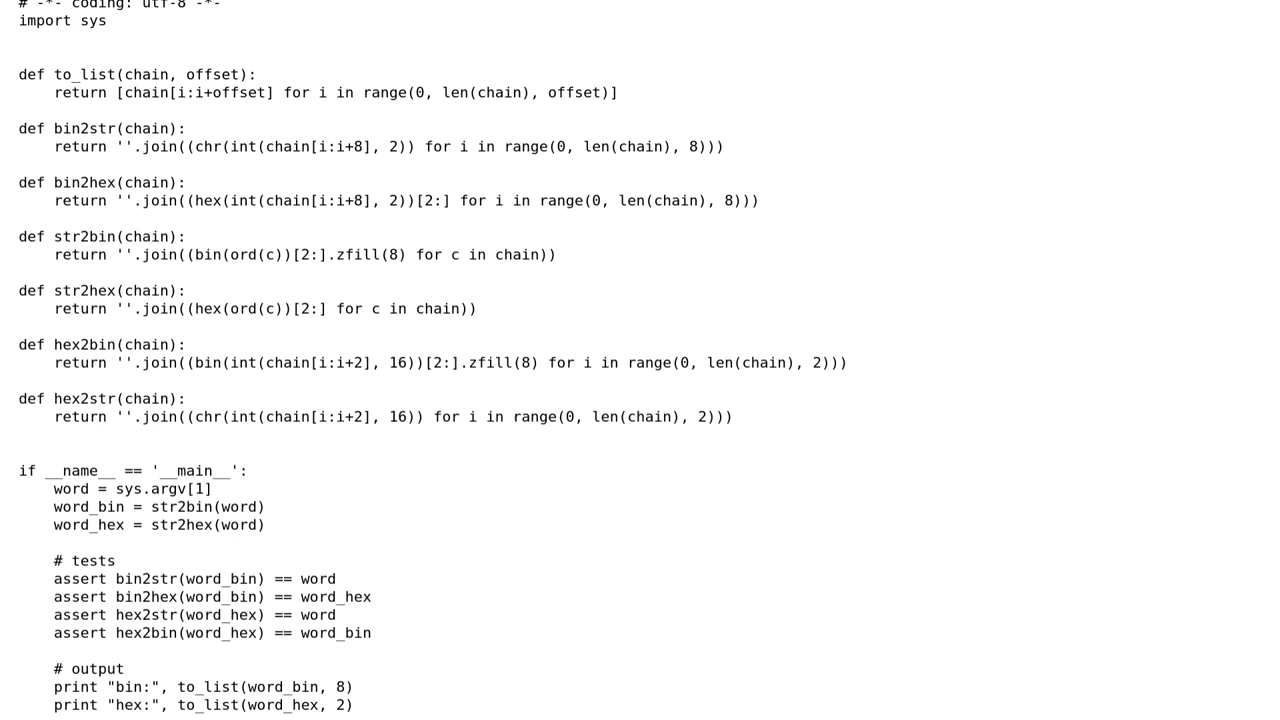 # -*- coding: utf-8 -*-
import sys
def to_list(chain, offset):
    return [chain[i:i+offset] for i in range(0, len(chain), offset)]
def bin2str(chain):
    return ''.join((chr(int(chain[i:i+8], 2)) for i in range(0, len(chain), 8)))
def bin2hex(chain):
    return ''.join((hex(int(chain[i:i+8], 2))[2:] for i in range(0, len(chain), 8)))
def str2bin(chain):
    return ''.join((bin(ord(c))[2:].zfill(8) for c in chain))
def str2hex(chain):
    return ''.join((hex(ord(c))[2:] for c in chain))
def hex2bin(chain):
    return ''.join((bin(int(chain[i:i+2], 16))[2:].zfill(8) for i in range(0, len(chain), 2)))
def hex2str(chain):
    return ''.join((chr(int(chain[i:i+2], 16)) for i in range(0, len(chain), 2)))
if __name__ == '__main__':
    word = sys.argv[1]
    word_bin = str2bin(word)
    word_hex = str2hex(word)
    # tests
    assert bin2str(word_bin) == word
    assert bin2hex(word_bin) == word_hex
    assert hex2str(word_hex) == word
    assert hex2bin(word_hex) == word_bin
    # output
    print "bin:", to_list(word_bin, 8)
    print "hex:", to_list(word_hex, 2)